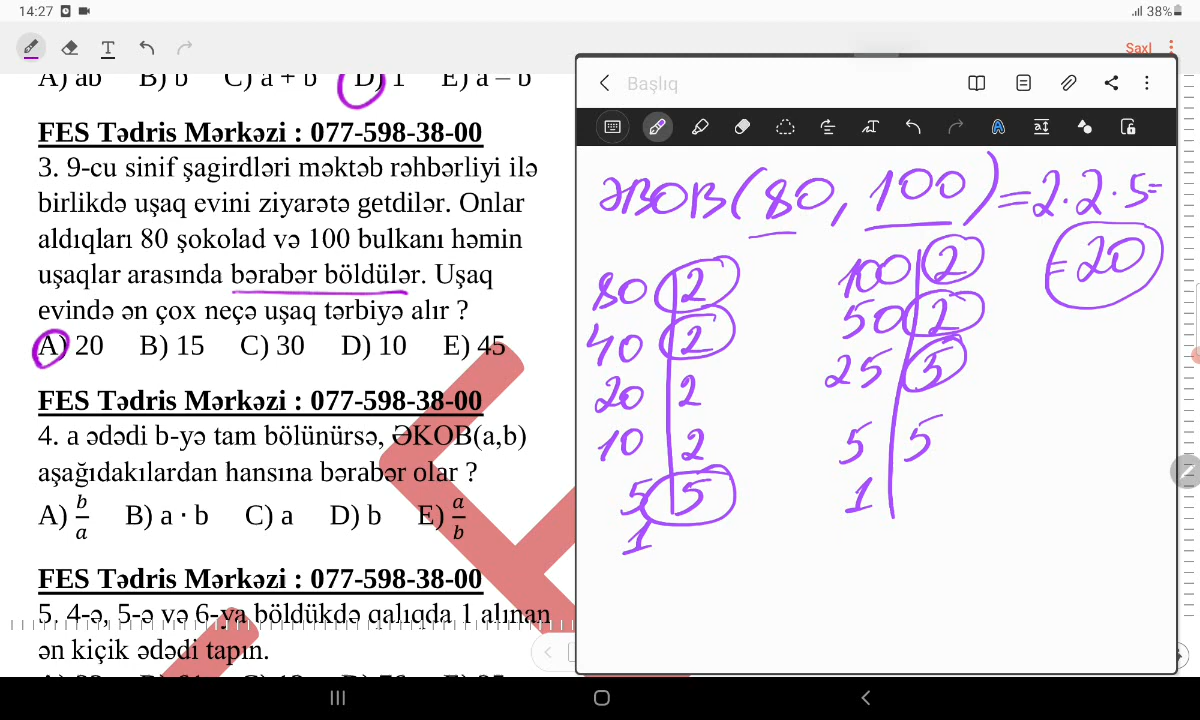 14:27
38%
Saxl
A) ab B) b C) a + b D) 1 E) a – b
FES Tədris Mərkəzi : 077-598-38-00
3. 9-cu sinif şagirdləri məktəb rəhbərliyi ilə
birlikdə uşaq evini ziyarətə getdilər. Onlar
aldıqları 80 şokolad və 100 bulkanı həmin
uşaqlar arasında bərabər böldülər. Uşaq
evində ən çox neçə uşaq tərbiyə alır ?
A) 20 B) 15 C) 30 D) 10 E) 45
FES Tədris Mərkəzi : 077-598-38-00
4. a ədədi b-yə tam bölünürsə, ƏKOB(a,b)
aşağıdakılardan hansına bərabər olar ?
A) b/a B) a · b C) a D) b E) a/b
FES Tədris Mərkəzi : 077-598-38-00
5. 4-ə, 5-ə və 6-ya böldükdə qalıqda 1 alınan
ən kiçik ədədi tapın.
Başlıq
ƏBOB(80, 100)=2·2·5=
=20
80 2
40 2
20 2
10 2
5 5
1
100 2
50 2
25 5
5 5
1